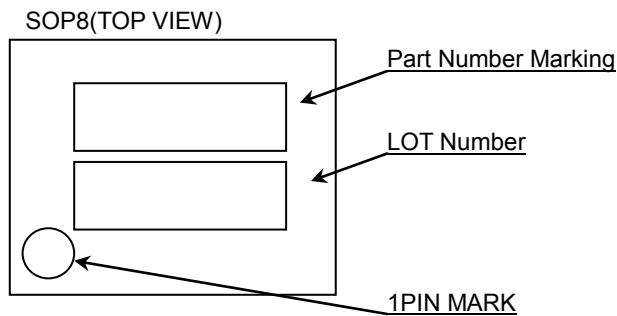 SOP8(TOP VIEW)
Part Number Marking
LOT Number
1PIN MARK